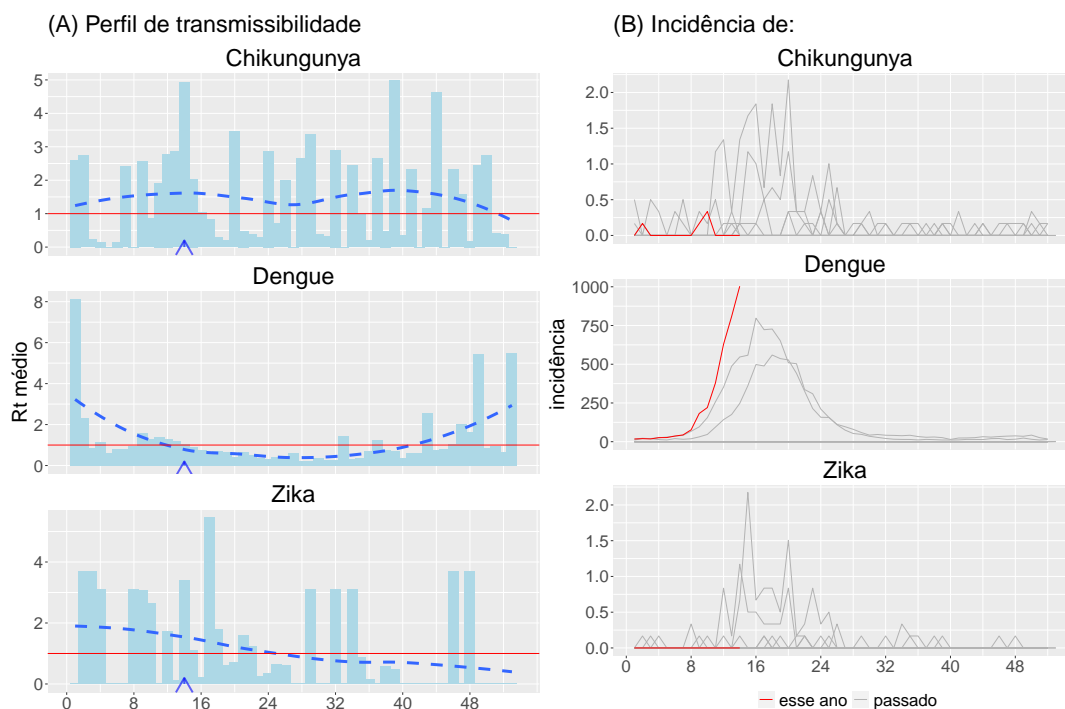 (A) Perfil de transmissibilidade
Chikungunya
5
4
3
2
1
0
Dengue
8
6
4
2
0
Rt médio
Zika
4
2
0
0 8 16 24 32 40 48
(B) Incidência de:
Chikungunya
2.0
1.5
1.0
0.5
0.0
Dengue
1000
750
500
250
0
incidência
Zika
2.0
1.5
1.0
0.5
0.0
0 8 16 24 32 40 48
esse ano passado